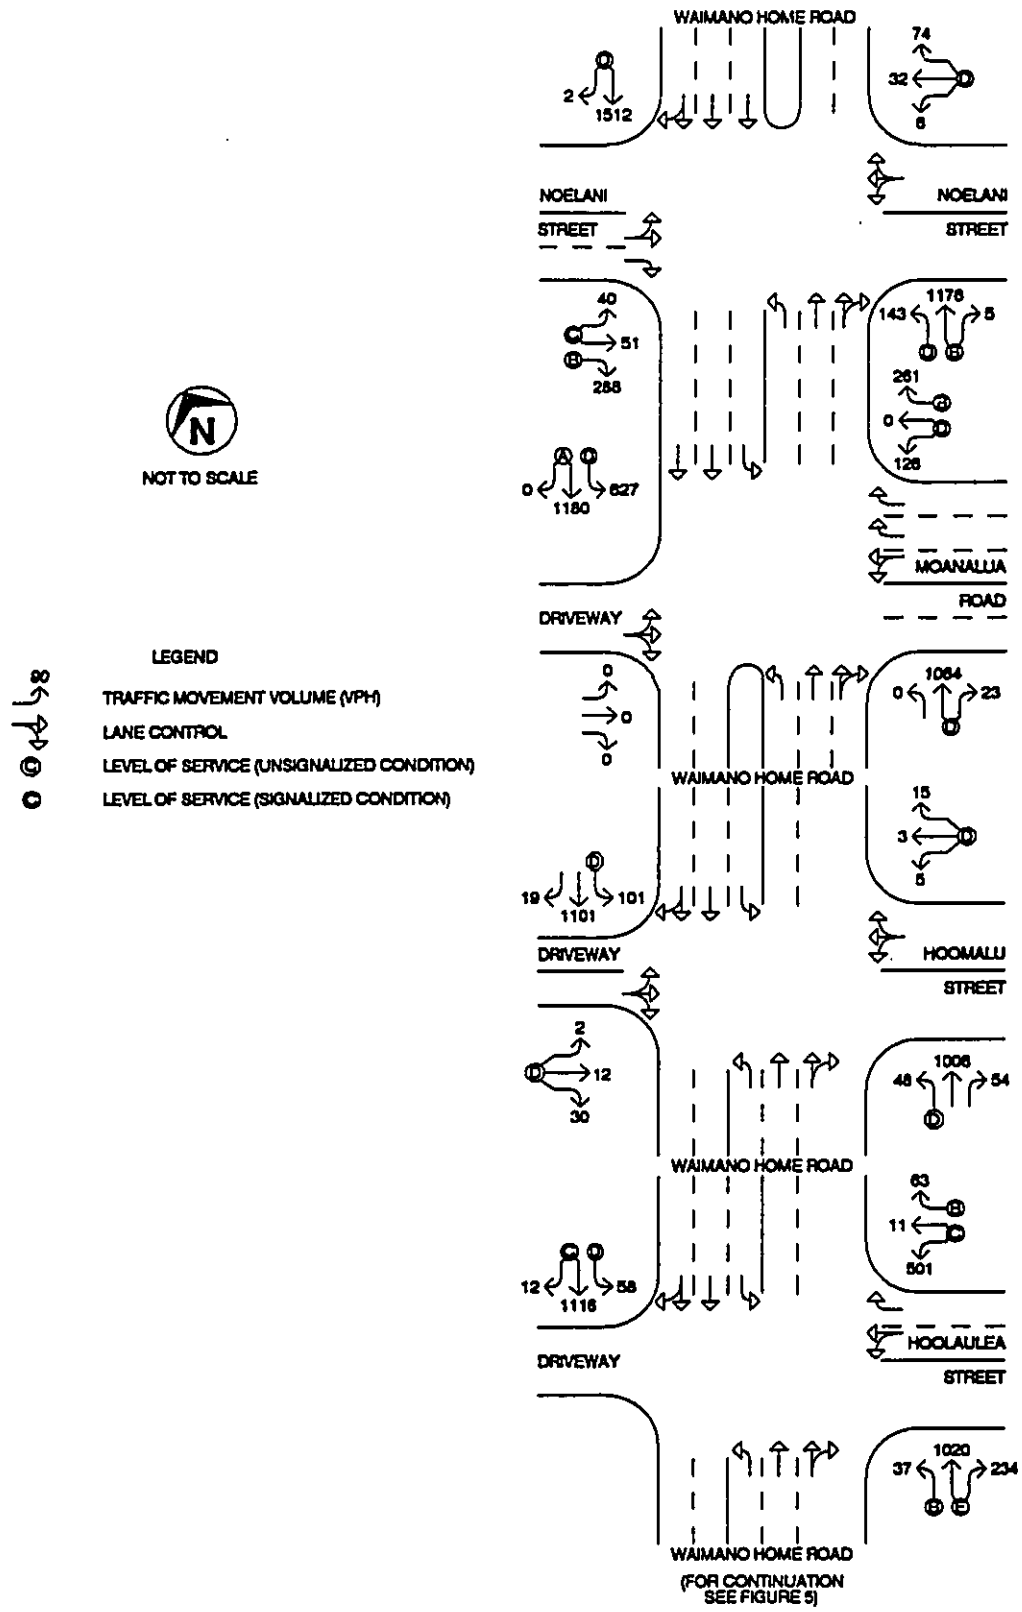 WAIMANO HOME ROAD
74
32
6
2
1512
NOELANI
STREET
NOELANI
STREET
40
51
288
143
1176
5
261
0
126
N
NOT TO SCALE
A
0
1180
627
MOANALUA
ROAD
DRIVEWAY
LEGEND
TRAFFIC MOVEMENT VOLUME (VPH)
LANE CONTROL
LEVEL OF SERVICE (UNSIGNALIZED CONDITION)
LEVEL OF SERVICE (SIGNALIZED CONDITION)
0
0
0
0
1064
23
WAIMANO HOME ROAD
15
3
5
D
19
1101
101
DRIVEWAY
HOOMALU
STREET
2
D
12
30
1006
54
D
WAIMANO HOME ROAD
63
11
C
501
12
1116
58
HOOLAULEA
STREET
DRIVEWAY
37
1020
234
WAIMANO HOME ROAD
(FOR CONTINUATION
SEE FIGURE 5)